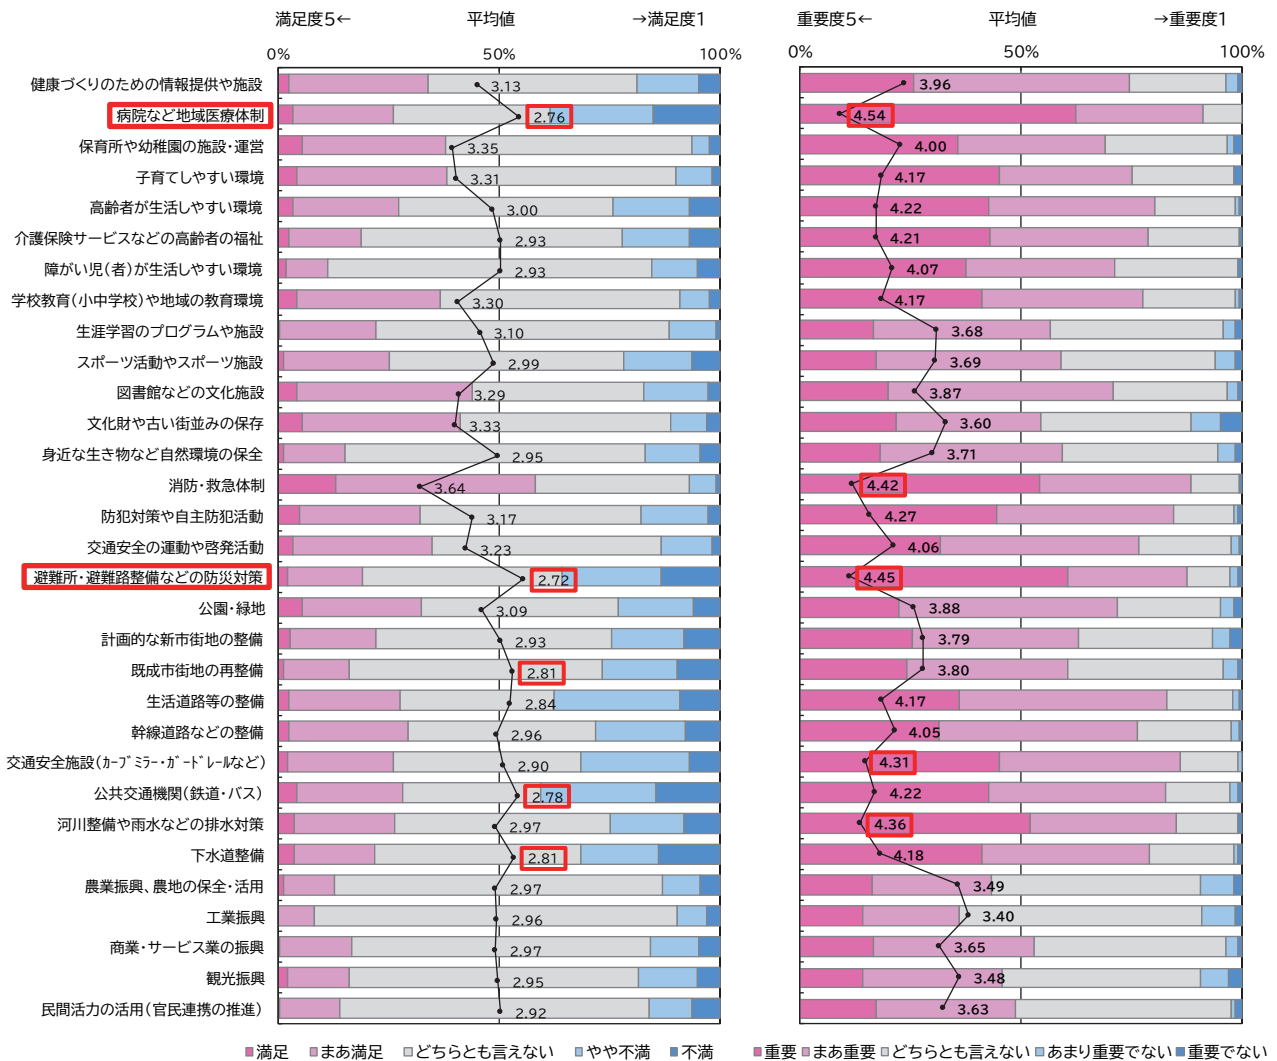 満足度5← 平均値 →満足度1 重要度5← 平均値 →重要度1
0% 50% 100% 0% 50% 100%
健康づくりのための情報提供や施設 3.13 3.96
病院など地域医療体制 2.76 4.54
保育所や幼稚園の施設・運営 3.35 4.00
子育てしやすい環境 3.31 4.17
高齢者が生活しやすい環境 3.00 4.22
介護保険サービスなどの高齢者の福祉 2.93 4.21
障がい児(者)が生活しやすい環境 2.93 4.07
学校教育(小中学校)や地域の教育環境 3.30 4.17
生涯学習のプログラムや施設 3.10 3.68
スポーツ活動やスポーツ施設 2.99 3.69
図書館などの文化施設 3.29 3.87
文化財や古い街並みの保存 3.33 3.60
身近な生き物など自然環境の保全 2.95 3.71
消防・救急体制 3.64 4.42
防犯対策や自主防犯活動 3.17 4.27
交通安全の運動や啓発活動 3.23 4.06
避難所・避難路整備などの防災対策 2.72 4.45
公園・緑地 3.09 3.88
計画的な新市街地の整備 2.93 3.79
既成市街地の再整備 2.81 3.80
生活道路等の整備 2.84 4.17
幹線道路などの整備 2.96 4.05
交通安全施設(ｶｰﾌﾞﾐﾗｰ・ｶﾞｰﾄﾞﾚｰﾙなど) 2.90 4.31
公共交通機関(鉄道・バス) 2.78 4.22
河川整備や雨水などの排水対策 2.97 4.36
下水道整備 2.81 4.18
農業振興、農地の保全・活用 2.97 3.49
工業振興 2.96 3.40
商業・サービス業の振興 2.97 3.65
観光振興 2.95 3.48
民間活力の活用(官民連携の推進) 2.92 3.63
満足 まあ満足 どちらとも言えない やや不満 不満 重要 まあ重要 どちらとも言えない あまり重要でない 重要でない